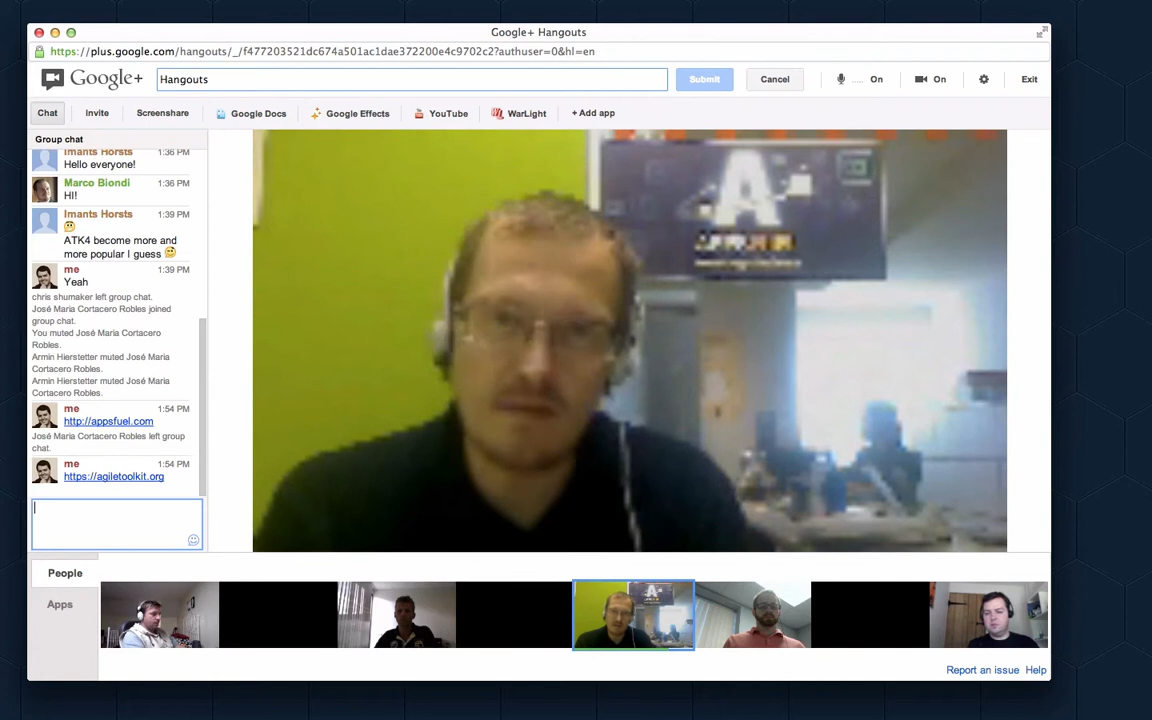 Google+ Hangouts
https://plus.google.com/hangouts/_/f477203521dc674a501ac1dae372200e4c9702c2?authuser=0&hl=en
Google+
Hangouts
Submit
Cancel
On
On
Exit
Chat
Invite
Screenshare
Google Docs
Google Effects
YouTube
WarLight
+ Add app
Group chat
Imants Horsts 1:36 PM
Hello everyone!
Marco Biondi 1:36 PM
HI!
Imants Horsts 1:39 PM
ATK4 become more and
more popular I guess
me 1:39 PM
Yeah
chris shumaker left group chat.
José Maria Cortacero Robles joined
group chat.
You muted José Maria Cortacero
Robles.
Armin Hierstetter muted José Maria
Cortacero Robles.
Armin Hierstetter muted José Maria
Cortacero Robles.
me 1:54 PM
http://appsfuel.com
José Maria Cortacero Robles left group
chat.
me 1:54 PM
https://agiletoolkit.org
A
People
Apps
Report an issue
Help